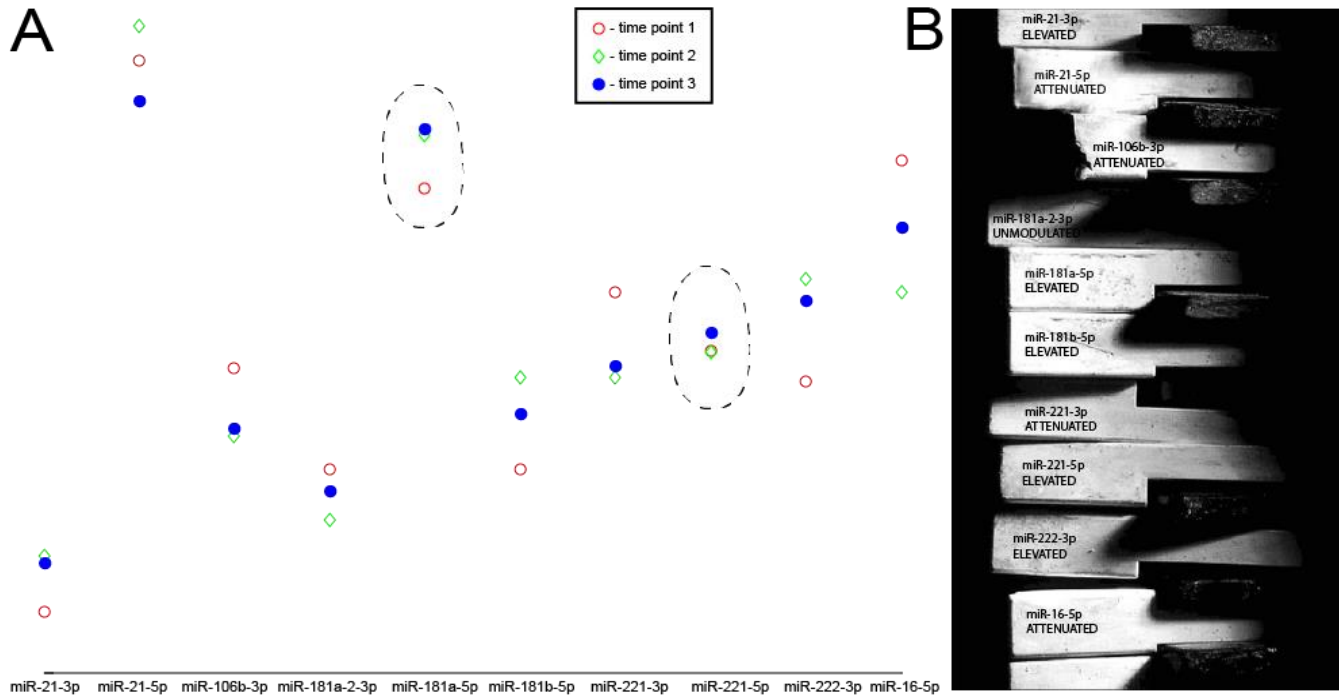 A
- time point 1
- time point 2
- time point 3
miR-21-3p miR-21-5p miR-106b-3p miR-181a-2-3p miR-181a-5p miR-181b-5p miR-221-3p miR-221-5p miR-222-3p miR-16-5p
B
miR-21-3p
ELEVATED
miR-21-5p
ATTENUATED
miR-106b-3p
ATTENUATED
miR-181a-2-3p
UNMODULATED
miR-181a-5p
ELEVATED
miR-181b-5p
ELEVATED
miR-221-3p
ATTENUATED
miR-221-5p
ELEVATED
miR-222-3p
ELEVATED
miR-16-5p
ATTENUATED